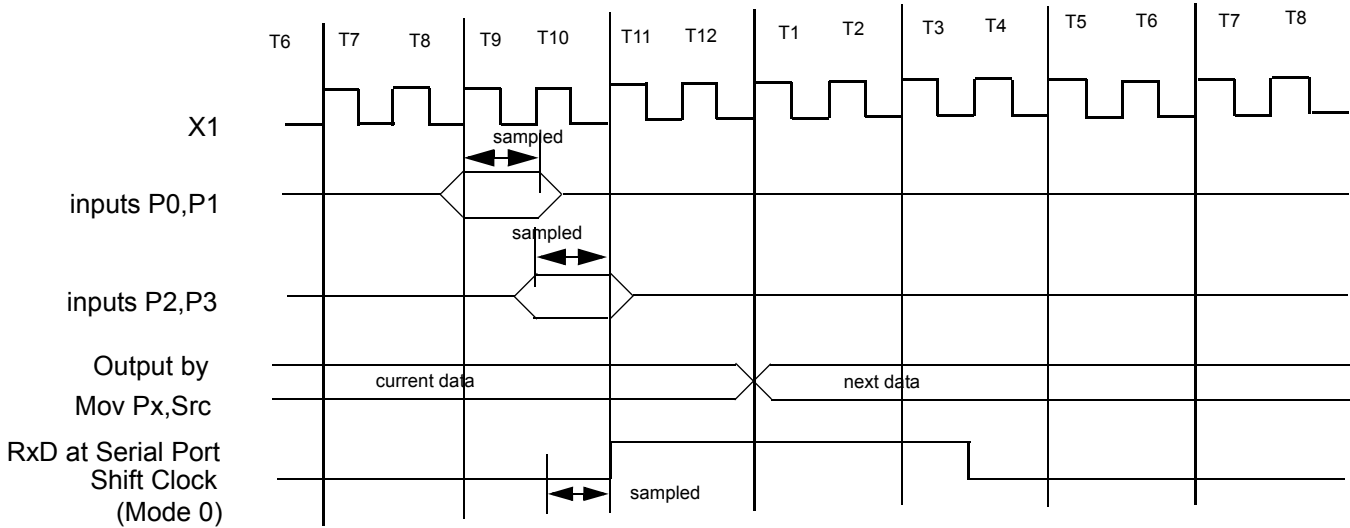 T6 T7 T8 T9 T10 T11 T12 T1 T2 T3 T4 T5 T6 T7 T8
X1
sampled
inputs P0,P1
sampled
inputs P2,P3
Output by
current data next data
Mov Px,Src
RxD at Serial Port
Shift Clock
sampled
(Mode 0)